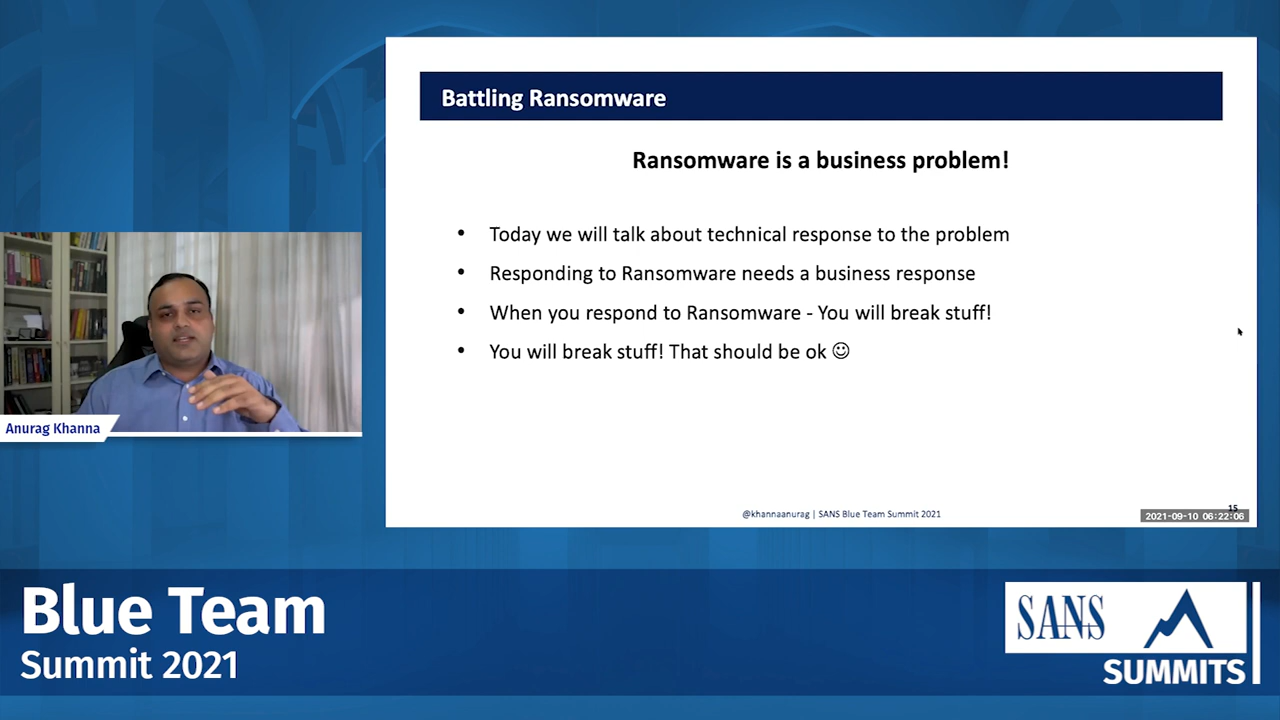 Battling Ransomware
Ransomware is a business problem!
• Today we will talk about technical response to the problem
• Responding to Ransomware needs a business response
• When you respond to Ransomware - You will break stuff!
• You will break stuff! That should be ok ☺
@khannaanurag | SANS Blue Team Summit 2021
15
2021-09-10 06:22:06
Anurag Khanna
Blue Team
Summit 2021
SANS
SUMMITS